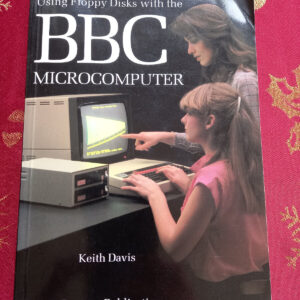 Using Floppy Disks with the
BBC
MICROCOMPUTER
Keith Davis